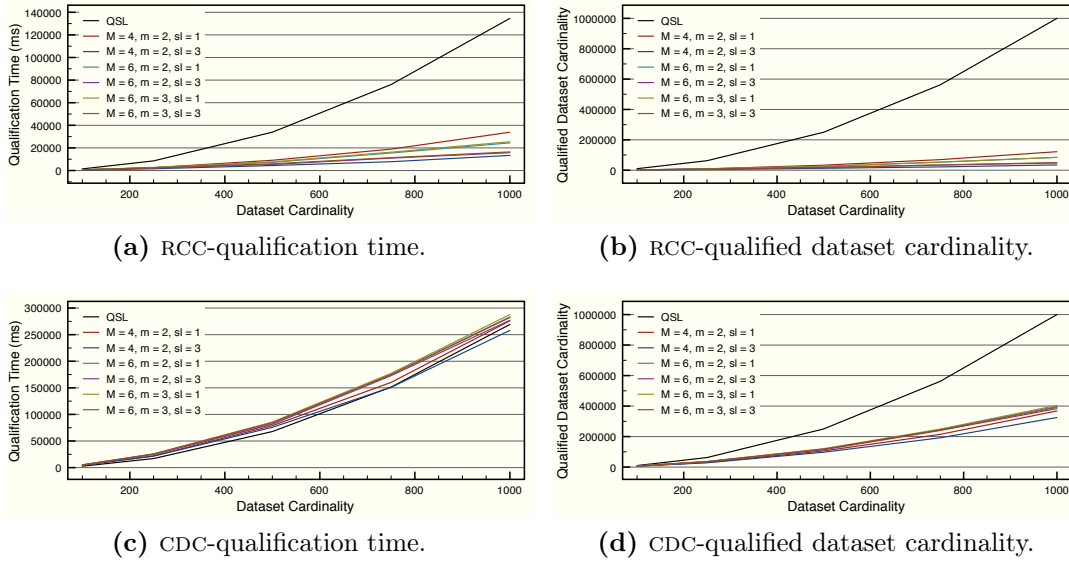 Qualification Time (ms)
140000
120000
100000
80000
60000
40000
20000
0
QSL
M = 4, m = 2, sl = 1
M = 4, m = 2, sl = 3
M = 6, m = 2, sl = 1
M = 6, m = 2, sl = 3
M = 6, m = 3, sl = 1
M = 6, m = 3, sl = 3
200 400 600 800 1000
Dataset Cardinality
(a) RCC-qualification time.
Qualified Dataset Cardinality
1000000
800000
600000
400000
200000
0
QSL
M = 4, m = 2, sl = 1
M = 4, m = 2, sl = 3
M = 6, m = 2, sl = 1
M = 6, m = 2, sl = 3
M = 6, m = 3, sl = 1
M = 6, m = 3, sl = 3
200 400 600 800 1000
Dataset Cardinality
(b) RCC-qualified dataset cardinality.
Qualification Time (ms)
300000
250000
200000
150000
100000
50000
0
QSL
M = 4, m = 2, sl = 1
M = 4, m = 2, sl = 3
M = 6, m = 2, sl = 1
M = 6, m = 2, sl = 3
M = 6, m = 3, sl = 1
M = 6, m = 3, sl = 3
200 400 600 800 1000
Dataset Cardinality
(c) CDC-qualification time.
Qualified Dataset Cardinality
1000000
800000
600000
400000
200000
0
QSL
M = 4, m = 2, sl = 1
M = 4, m = 2, sl = 3
M = 6, m = 2, sl = 1
M = 6, m = 2, sl = 3
M = 6, m = 3, sl = 1
M = 6, m = 3, sl = 3
200 400 600 800 1000
Dataset Cardinality
(d) CDC-qualified dataset cardinality.